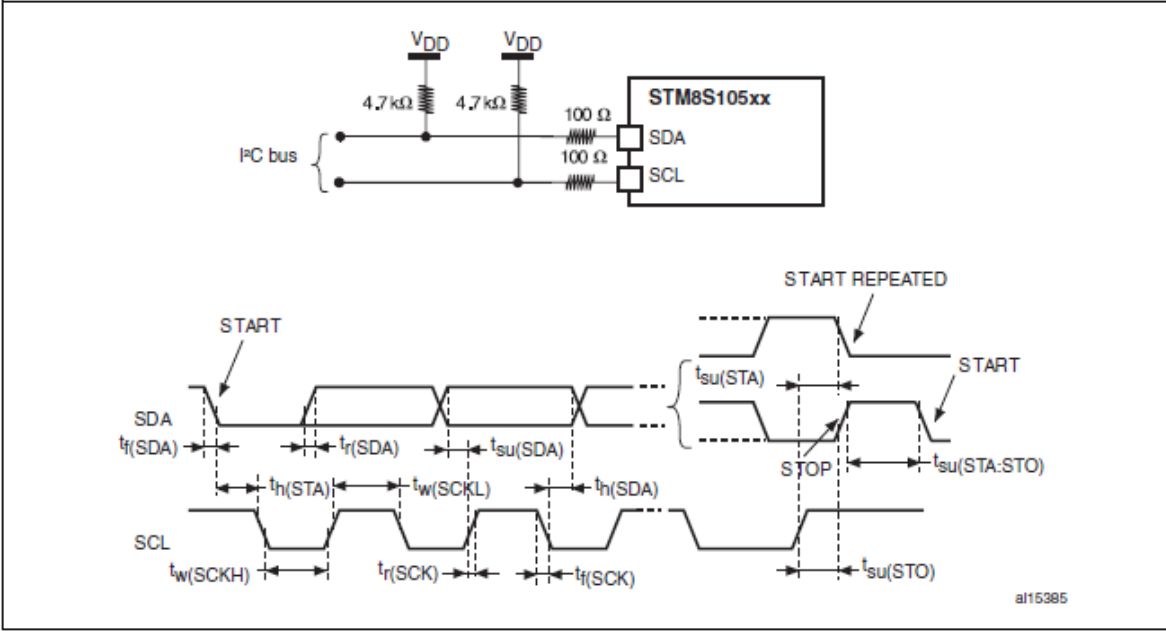 VDD VDD
4.7kΩ 4.7kΩ
STM8S105xx
100 Ω
SDA
I²C bus
100 Ω
SCL
START REPEATED
START
tsu(STA)
START
SDA
tf(SDA) tr(SDA) tsu(SDA)
STOP
tsu(STA:STO)
th(STA) tw(SCKL) th(SDA)
SCL
tw(SCKH) tr(SCK) tf(SCK) tsu(STO)
ai15385